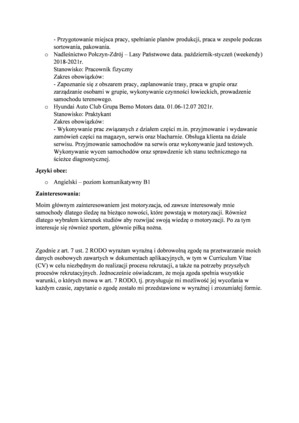 - Przygotowanie miejsca pracy, spełnianie planów produkcji, praca w zespole podczas
sortowania, pakowania.
o Nadleśnictwo Połczyn-Zdrój – Lasy Państwowe data. październik-styczeń (weekendy)
2018-2021r.
Stanowisko: Pracownik fizyczny
Zakres obowiązków:
- Zapoznanie się z obszarem pracy, zaplanowanie trasy, praca w grupie oraz
zarządzanie osobami w grupie, wykonywanie czynności łowieckich, prowadzenie
samochodu terenowego.
o Hyundai Auto Club Grupa Bemo Motors data. 01.06-12.07 2021r.
Stanowisko: Praktykant
Zakres obowiązków:
- Wykonywanie prac związanych z działem części m.in. przyjmowanie i wydawanie
zamówień części na magazyn, serwis oraz blacharnie. Obsługa klienta na dziale
serwisu. Przyjmowanie samochodów na serwis oraz wykonywanie jazd testowych.
Wykonywanie wycen samochodów oraz sprawdzenie ich stanu technicznego na
ścieżce diagnostycznej.
Języki obce:
o Angielski – poziom komunikatywny B1
Zainteresowania:
Moim głównym zainteresowaniem jest motoryzacja, od zawsze interesowały mnie
samochody dlatego śledzę na bieżąco nowości, które powstają w motoryzacji. Również
dlatego wybrałem kierunek studiów aby rozwijać swoją wiedzę o motoryzacji. Po za tym
interesuje się również sportem, głównie piłką nożna.
Zgodnie z art. 7 ust. 2 RODO wyrażam wyraźną i dobrowolną zgodę na przetwarzanie moich
danych osobowych zawartych w dokumentach aplikacyjnych, w tym w Curriculum Vitae
(CV) w celu niezbędnym do realizacji procesu rekrutacji, a także na potrzeby przyszłych
procesów rekrutacyjnych. Jednocześnie oświadczam, że moja zgoda spełnia wszystkie
warunki, o których mowa w art. 7 RODO, tj. przysługuje mi możliwość jej wycofania w
każdym czasie, zapytanie o zgodę zostało mi przedstawione w wyraźnej i zrozumiałej formie.